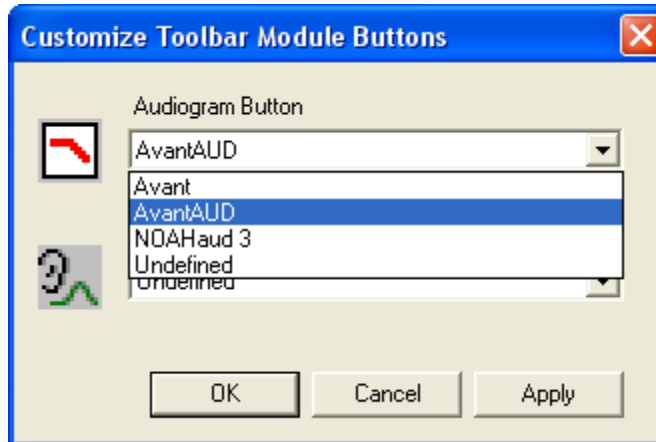 Customize Toolbar Module Buttons
Audiogram Button
AvantAUD
Avant
AvantAUD
NOAHaud 3
Undefined
Undefined
OK Cancel Apply